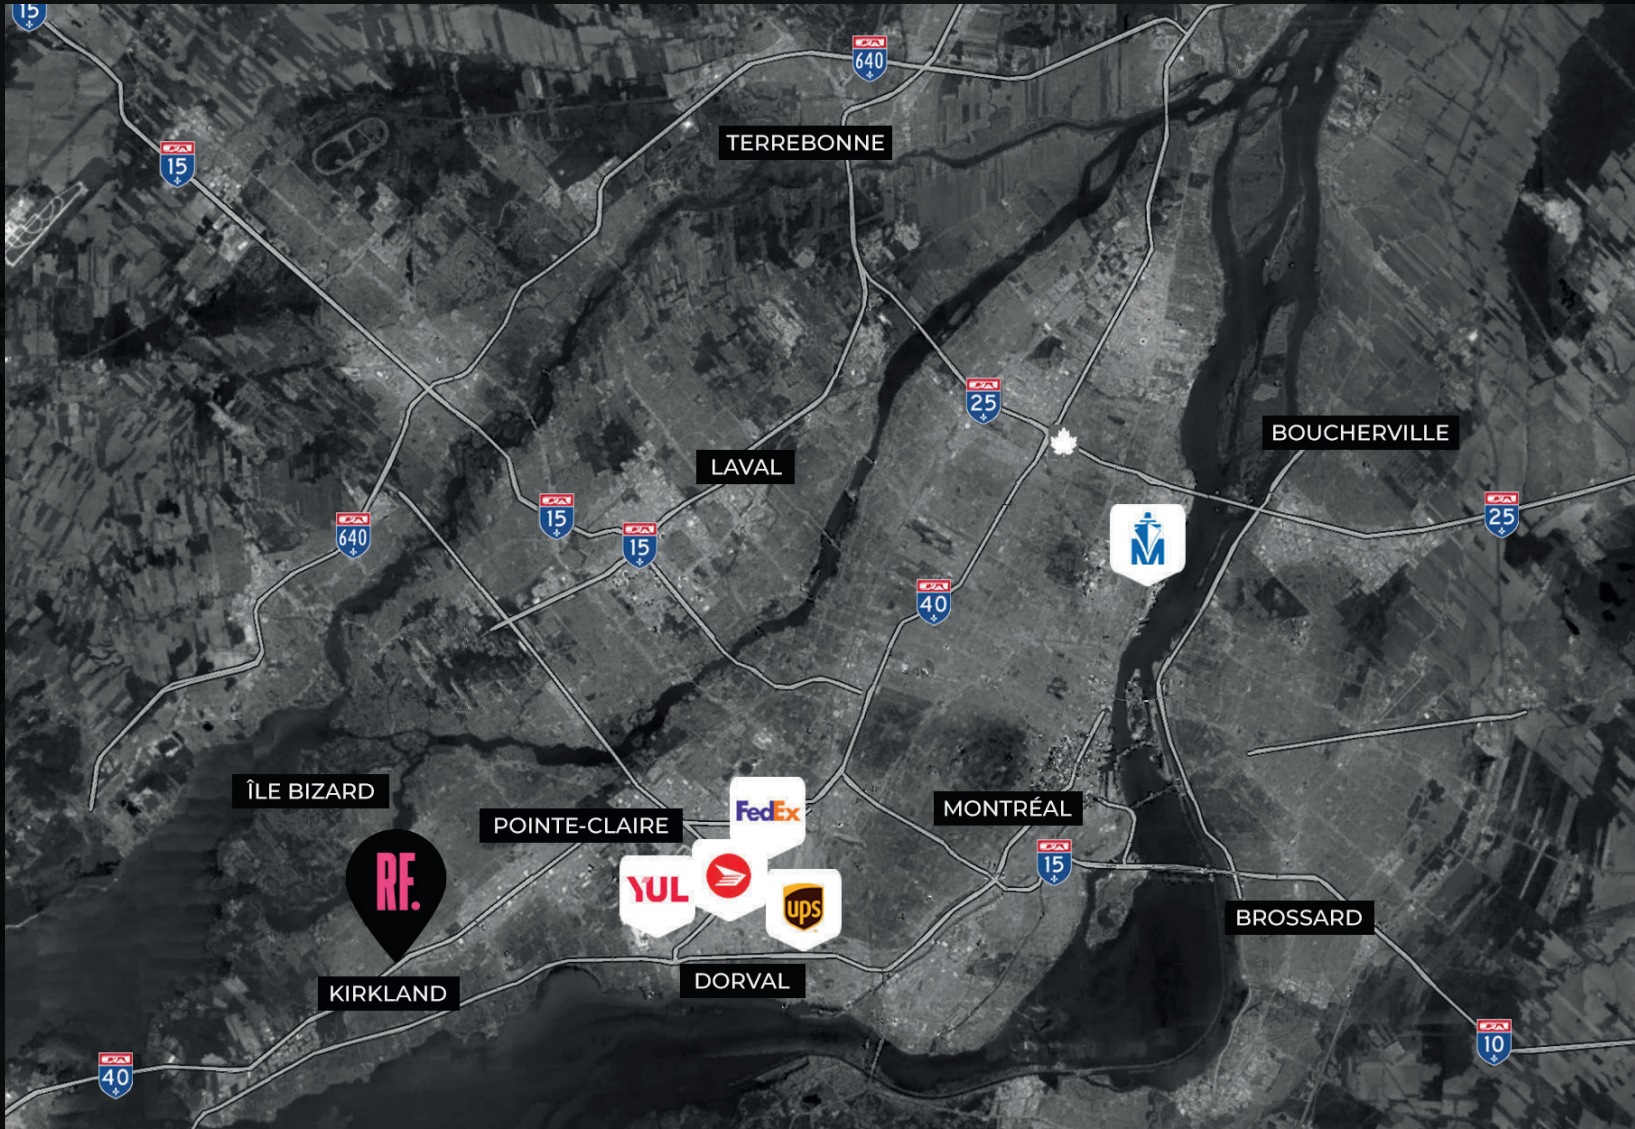 15
640
TERREBONNE
15
25
BOUCHERVILLE
LAVAL
15
25
640
15
M
40
ÎLE BIZARD
FedEx
MONTRÉAL
POINTE-CLAIRE
15
RF.
YUL
ups
BROSSARD
DORVAL
KIRKLAND
10
40